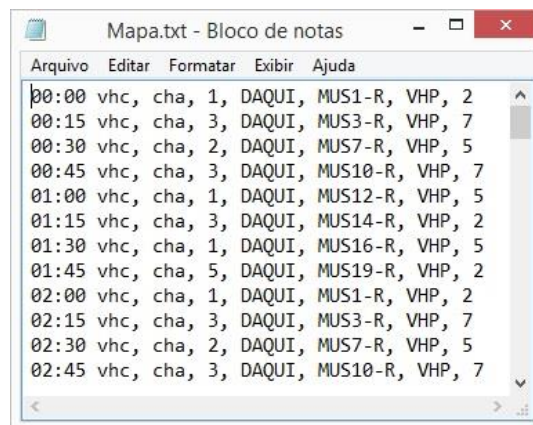 Mapa.txt - Bloco de notas
Arquivo Editar Formatar Exibir Ajuda
00:00 vhc, cha, 1, DAQUI, MUS1-R, VHP, 2
00:15 vhc, cha, 3, DAQUI, MUS3-R, VHP, 7
00:30 vhc, cha, 2, DAQUI, MUS7-R, VHP, 5
00:45 vhc, cha, 3, DAQUI, MUS10-R, VHP, 7
01:00 vhc, cha, 1, DAQUI, MUS12-R, VHP, 5
01:15 vhc, cha, 3, DAQUI, MUS14-R, VHP, 2
01:30 vhc, cha, 1, DAQUI, MUS16-R, VHP, 5
01:45 vhc, cha, 5, DAQUI, MUS19-R, VHP, 2
02:00 vhc, cha, 1, DAQUI, MUS1-R, VHP, 2
02:15 vhc, cha, 3, DAQUI, MUS3-R, VHP, 7
02:30 vhc, cha, 2, DAQUI, MUS7-R, VHP, 5
02:45 vhc, cha, 3, DAQUI, MUS10-R, VHP, 7